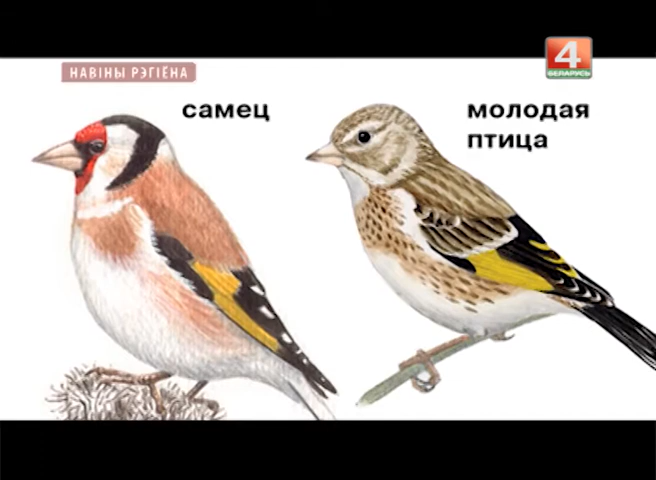 НАВІНЫ РЭГІЁНА
4
БЕЛАРУСЬ
самец
молодая
птица